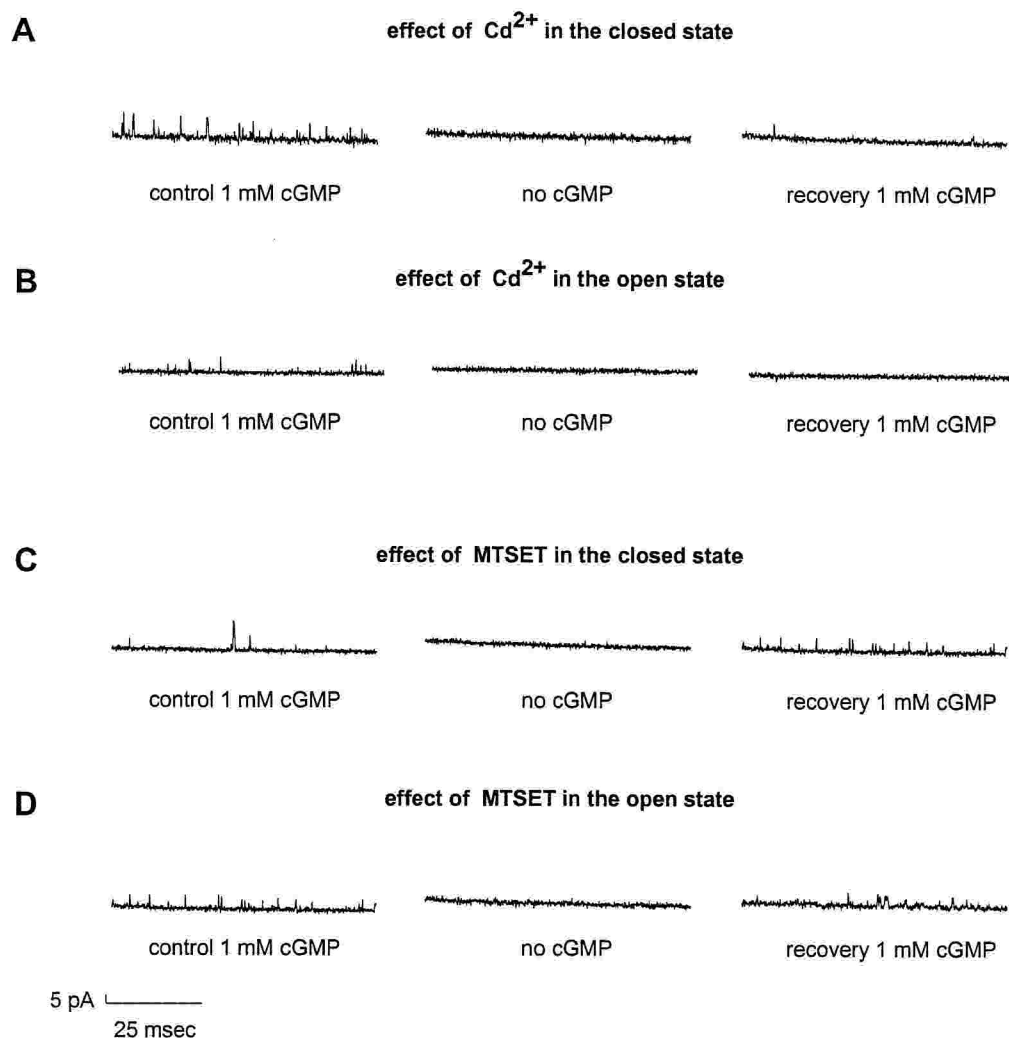 A
effect of Cd2+ in the closed state
control 1 mM cGMP
no cGMP
recovery 1 mM cGMP
B
effect of Cd2+ in the open state
control 1 mM cGMP
no cGMP
recovery 1 mM cGMP
C
effect of MTSET in the closed state
control 1 mM cGMP
no cGMP
recovery 1 mM cGMP
D
effect of MTSET in the open state
control 1 mM cGMP
no cGMP
recovery 1 mM cGMP
5 pA
25 msec